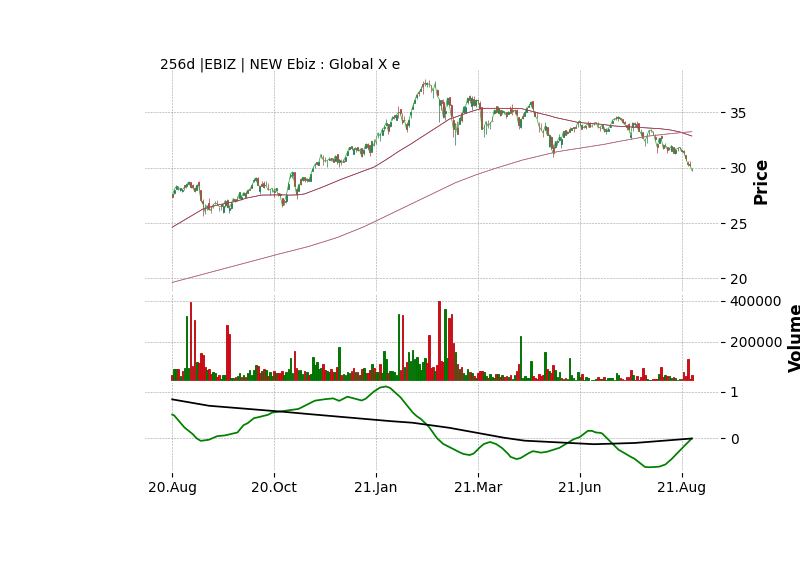 256d |EBIZ | NEW Ebiz : Global X e
35
30
25
20
Price
400000
200000
Volume
1
0
20.Aug 20.Oct 21.Jan 21.Mar 21.Jun 21.Aug